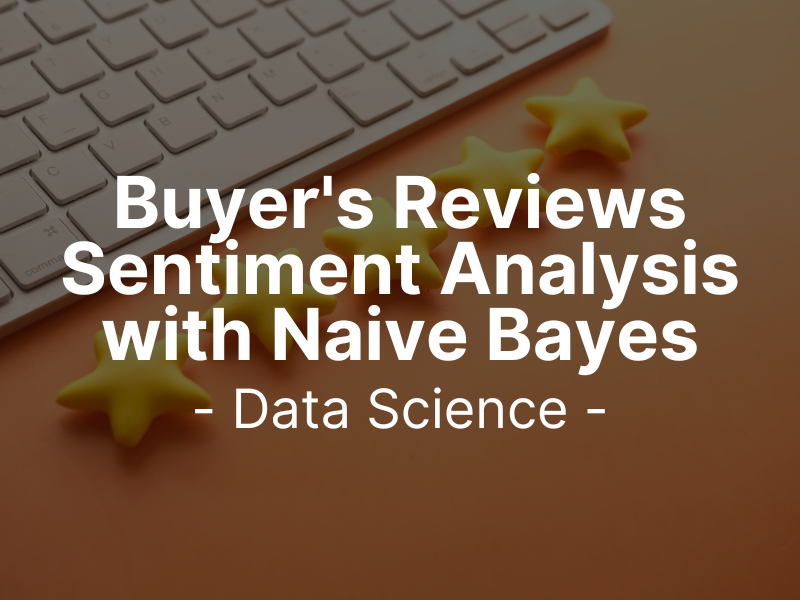 Buyer's Reviews
Sentiment Analysis
with Naive Bayes
- Data Science -